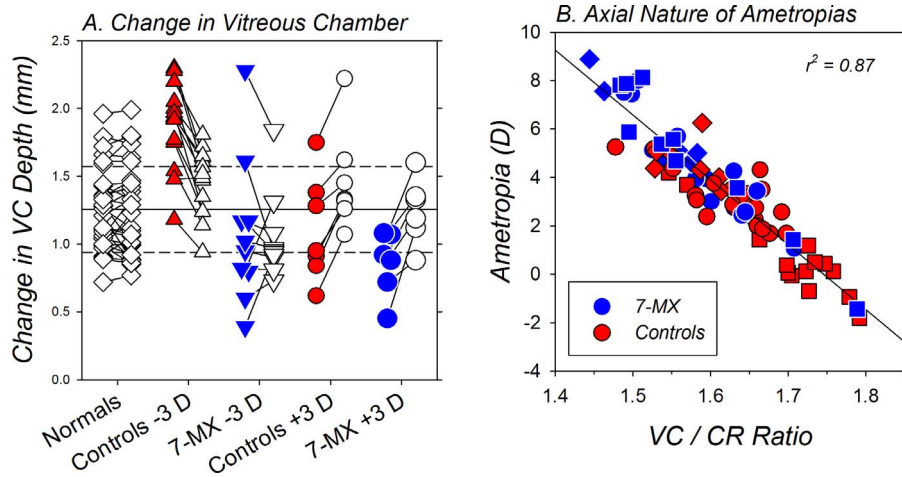 A. Change in Vitreous Chamber
Change in VC Depth (mm)
2.5
2.0
1.5
1.0
0.5
0.0
Normals
Controls -3 D
7-MX -3 D
Controls +3 D
7-MX +3 D
B. Axial Nature of Ametropias
Ametropia (D)
10
8
6
4
2
0
-2
-4
r² = 0.87
7-MX
Controls
1.4
1.5
1.6
1.7
1.8
VC / CR Ratio